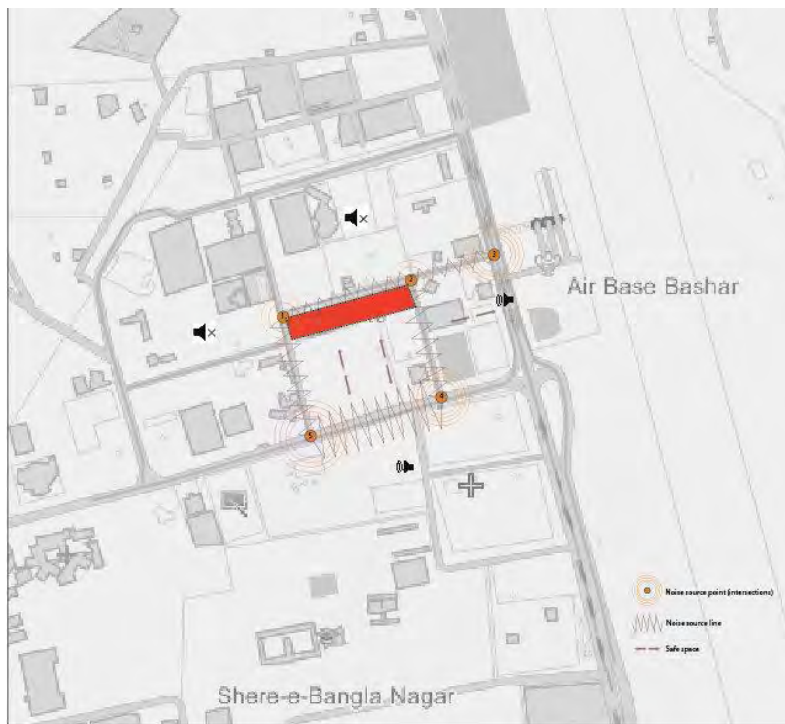 3
2
Air Base Bashar
1
4
5
Noise source point (intersections)
Noise source line
Safe space
Shere-e-Bangla Nagar